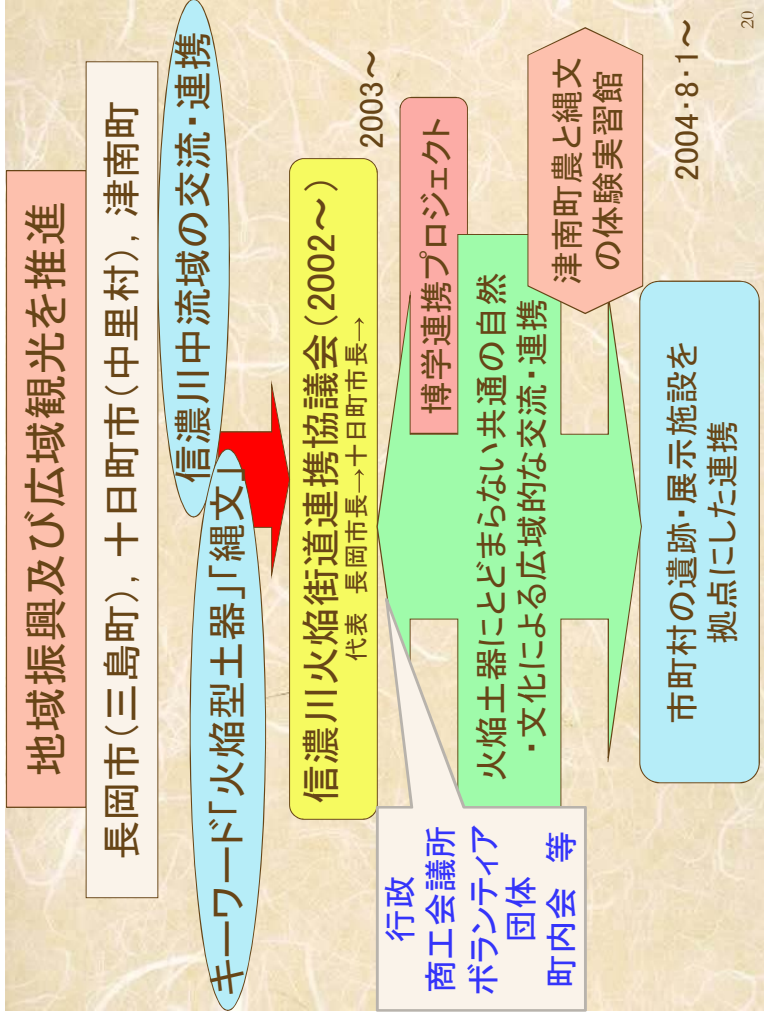 地域振興及び広域観光を推進
長岡市(三島町), 十日町市(中里村), 津南町
信濃川中流域の交流・連携
キーワード「火焔型土器」「縄文」
信濃川火焔街道連携協議会(2002～)
代表 長岡市長→十日町市長→
2003～
博学連携プロジェクト
行政
商工会議所
ボランティア
団体
町内会 等
火焔土器にとどまらない共通の自然
・文化による広域的な交流・連携
津南町農と縄文
の体験実習館
2004・8・1～
市町村の遺跡・展示施設を
拠点にした連携
20